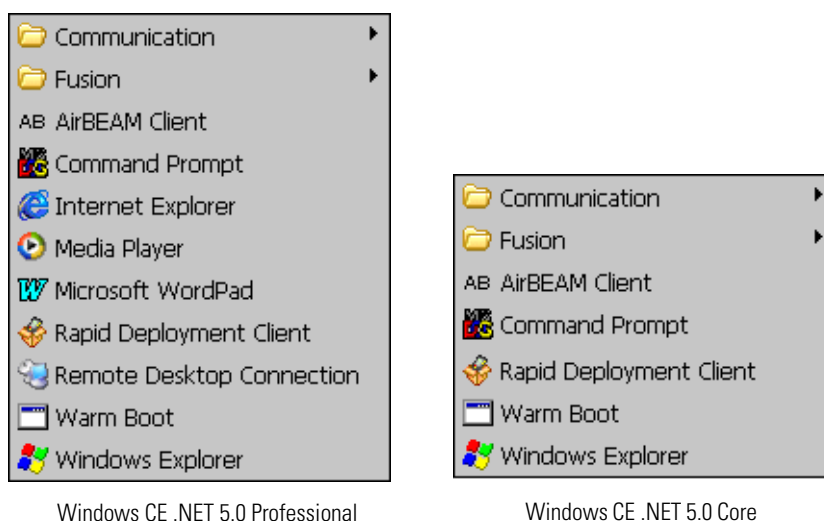 Communication
Fusion
AB AirBEAM Client
Command Prompt
Internet Explorer
Media Player
W Microsoft WordPad
Rapid Deployment Client
Remote Desktop Connection
Warm Boot
Windows Explorer
Windows CE .NET 5.0 Professional
Communication
Fusion
AB AirBEAM Client
Command Prompt
Rapid Deployment Client
Warm Boot
Windows Explorer
Windows CE .NET 5.0 Core